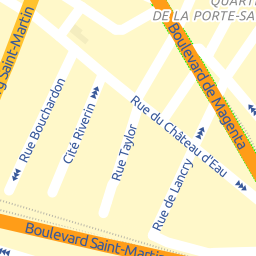 QUARTI
DE LA PORTE-SA
g Saint-Martin
Boulevard de Magenta
Rue Bouchardon
Cité Riverin
Rue Taylor
Rue du Château d'Eau
Rue de Lancry
Boulevard Saint-Martin